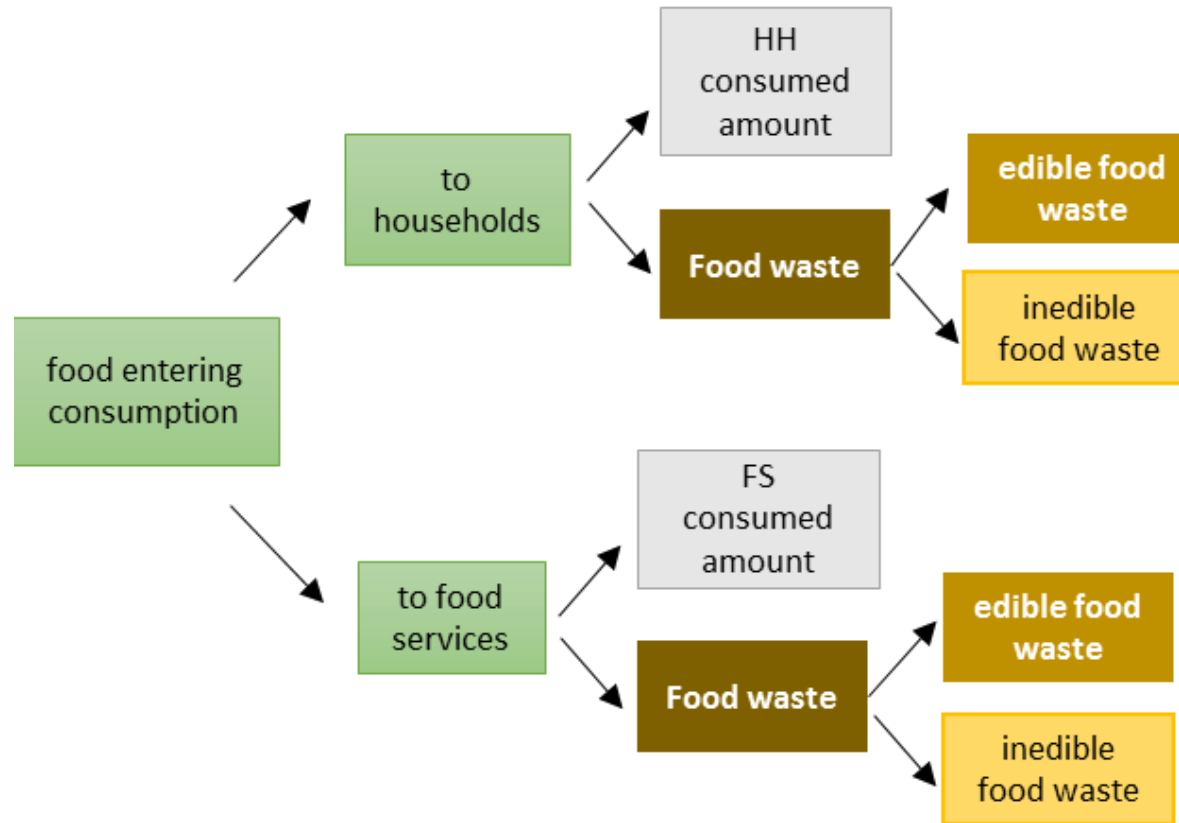 HH
consumed
amount
to
households
edible food
waste
Food waste
inedible
food waste
food entering
consumption
FS
consumed
amount
to food
services
edible food
waste
Food waste
inedible
food waste